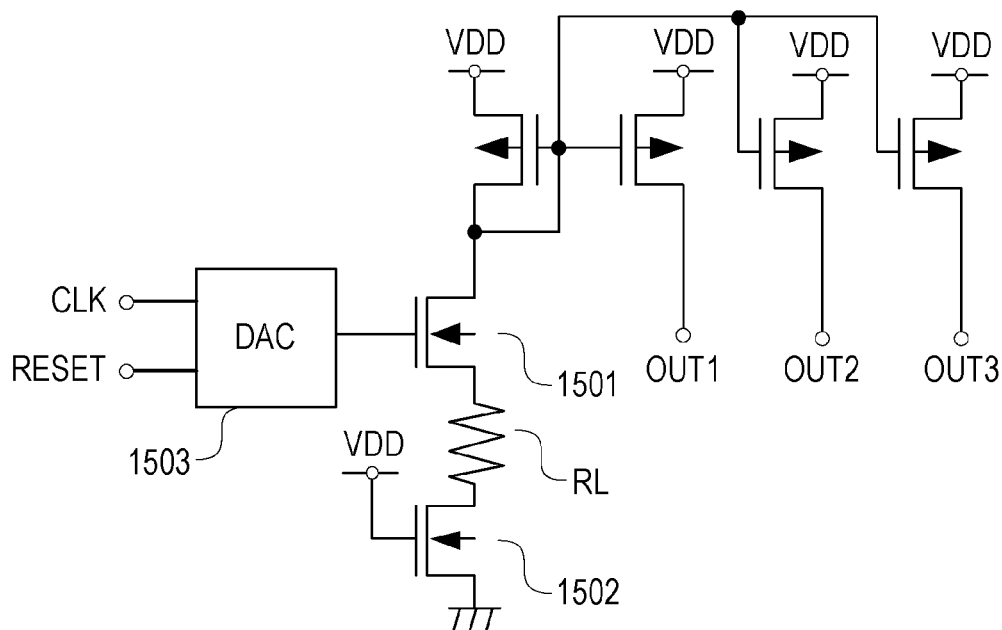 VDD
VDD
VDD
VDD
CLK
DAC
RESET
1501
OUT1
OUT2
OUT3
1503
VDD
RL
1502